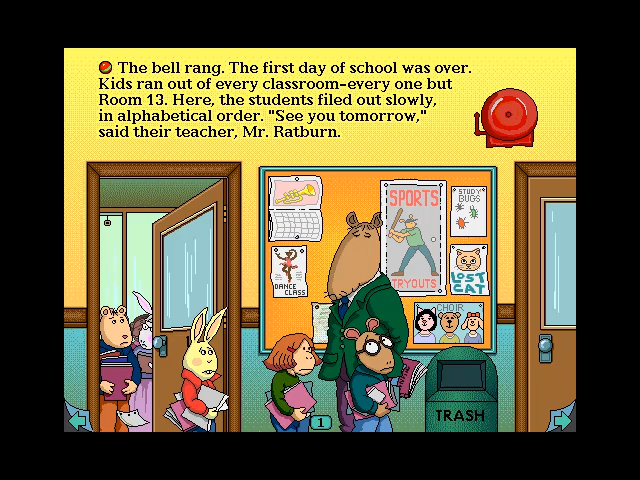 The bell rang. The first day of school was over.
Kids ran out of every classroom-every one but
Room 13. Here, the students filed out slowly,
in alphabetical order. "See you tomorrow,"
said their teacher, Mr. Ratburn.
SPORTS
TRYOUTS
STUDY
BUGS
DANCE
CLASS
LOST
CAT
CHOIR
TRASH
1